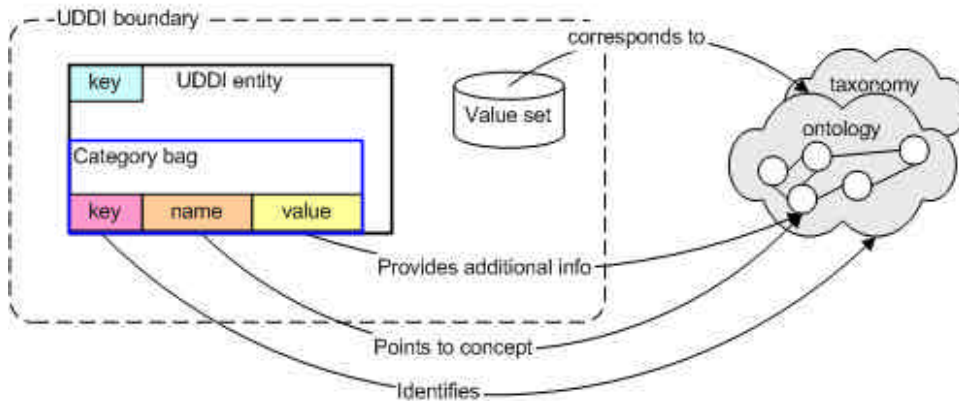 UDDI boundary
corresponds to
key
UDDI entity
taxonomy
Value set
ontology
Category bag
key
name
value
Provides additional info
Points to concept
Identifies